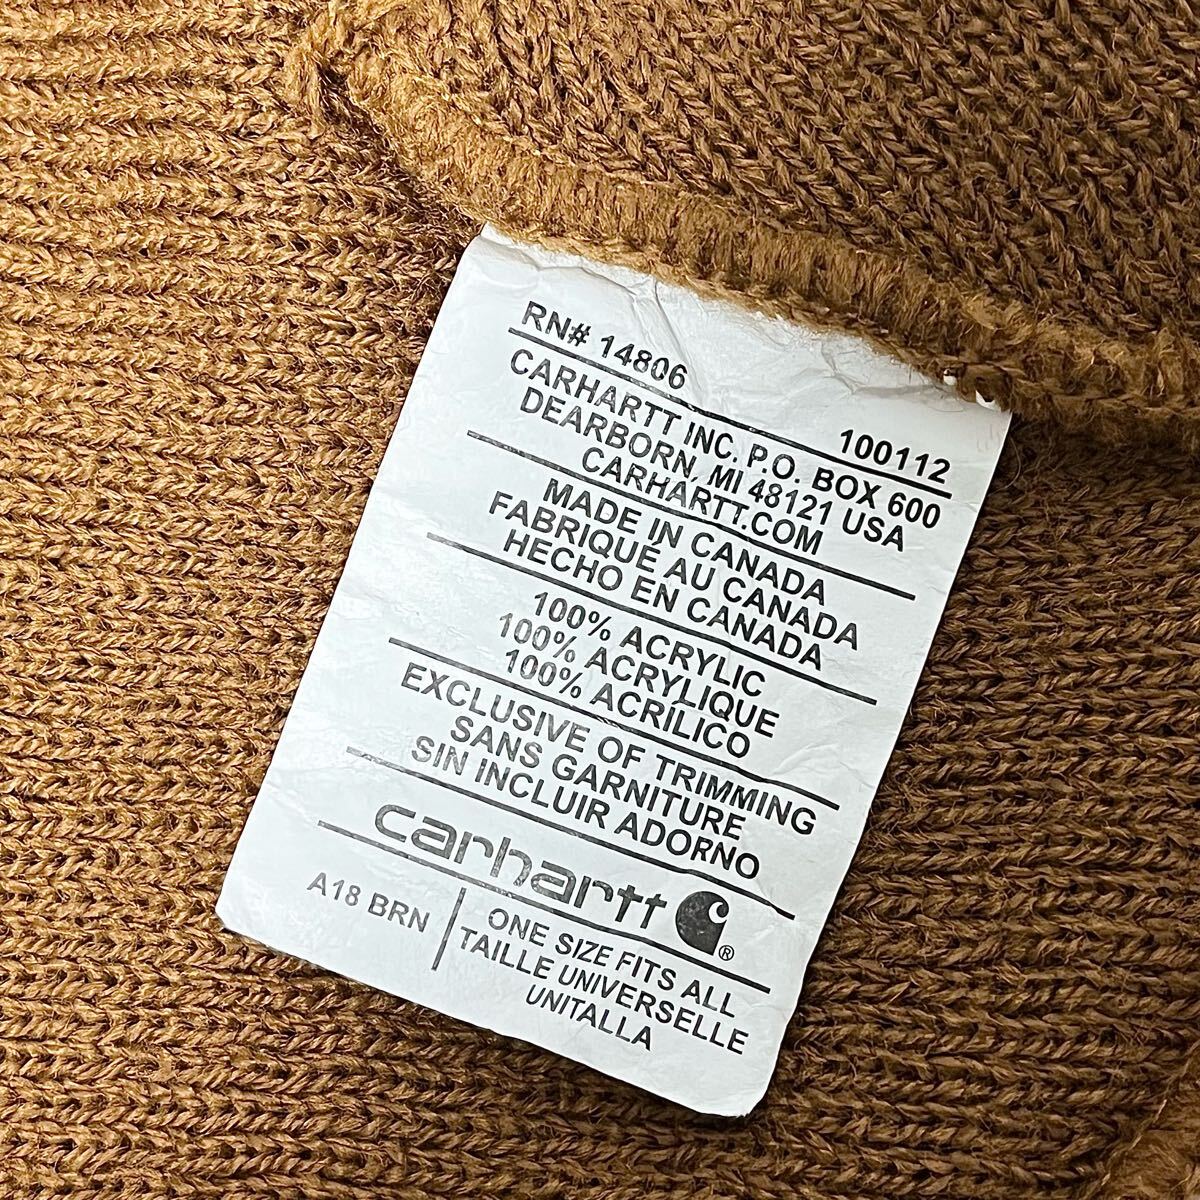 RN# 14806 100112
CARHARTT INC. P.O. BOX 600
DEARBORN, MI 48121 USA
CARHARTT.COM
MADE IN CANADA
FABRIQUÉ AU CANADA
HECHO EN CANADA
100% ACRYLIC
100% ACRYLIQUE
100% ACRÍLICO
EXCLUSIVE OF TRIMMING
SANS GARNITURE
SIN INCLUIR ADORNO
carhartt ®
A18 BRN
ONE SIZE FITS ALL
TAILLE UNIVERSELLE
UNITALLA